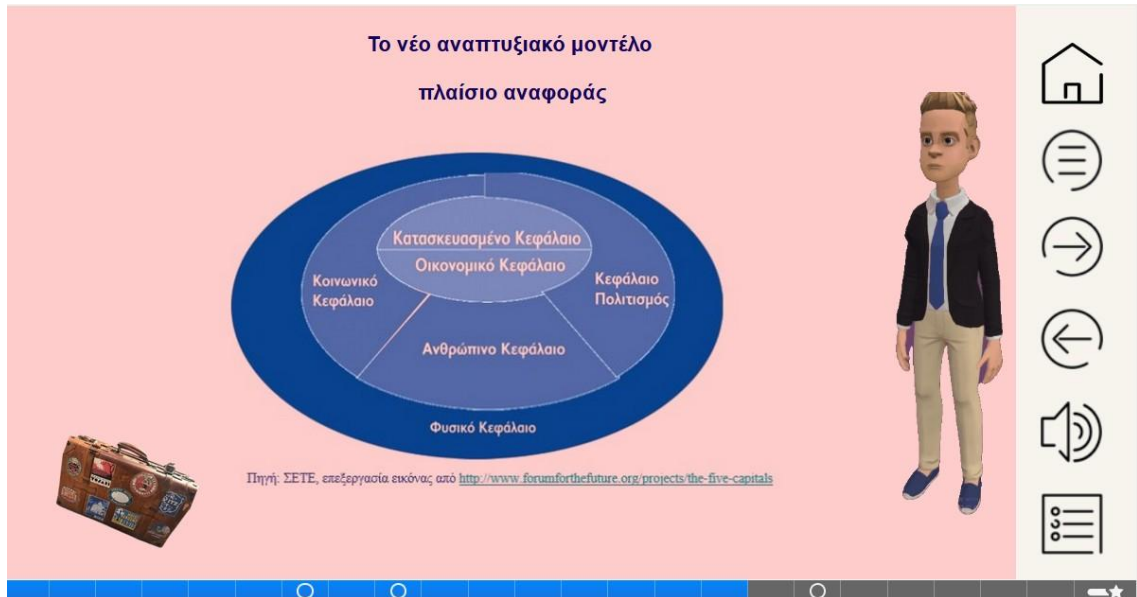 Το νέο αναπτυξιακό μοντέλο
πλαίσιο αναφοράς
Κατασκευασμένο Κεφάλαιο
Οικονομικό Κεφάλαιο
Κοινωνικό
Κεφάλαιο
Κεφάλαιο
Πολιτισμός
Ανθρώπινο Κεφάλαιο
Φυσικό Κεφάλαιο
Πηγή: ΣΕΤΕ, επεξεργασία εικόνας από http://www.forumforthefuture.org/projects/the-five-capitals